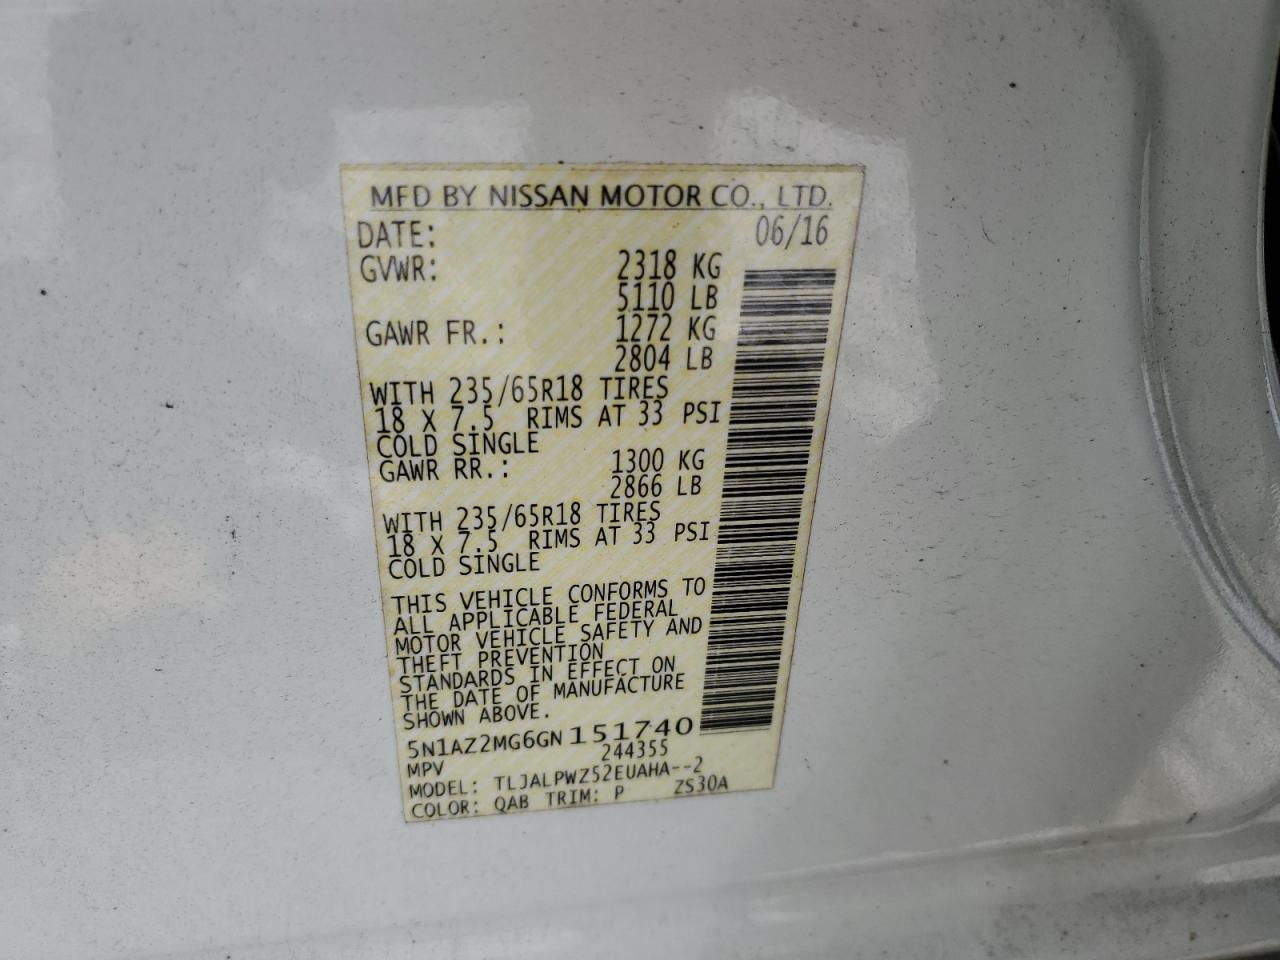 MFD BY NISSAN MOTOR CO., LTD.
DATE: 06/16
GVWR: 2318 KG
5110 LB
GAWR FR.: 1272 KG
2804 LB
WITH 235/65R18 TIRES
18 X 7.5 RIMS AT 33 PSI
COLD SINGLE
GAWR RR.: 1300 KG
2866 LB
WITH 235/65R18 TIRES
18 X 7.5 RIMS AT 33 PSI
COLD SINGLE
THIS VEHICLE CONFORMS TO
ALL APPLICABLE FEDERAL
MOTOR VEHICLE SAFETY AND
THEFT PREVENTION
STANDARDS IN EFFECT ON
THE DATE OF MANUFACTURE
SHOWN ABOVE.
5N1AZ2MG6GN151740
MPV 244355
MODEL: TLJALPWZ52EUAHA--2
COLOR: QAB TRIM: P ZS30A